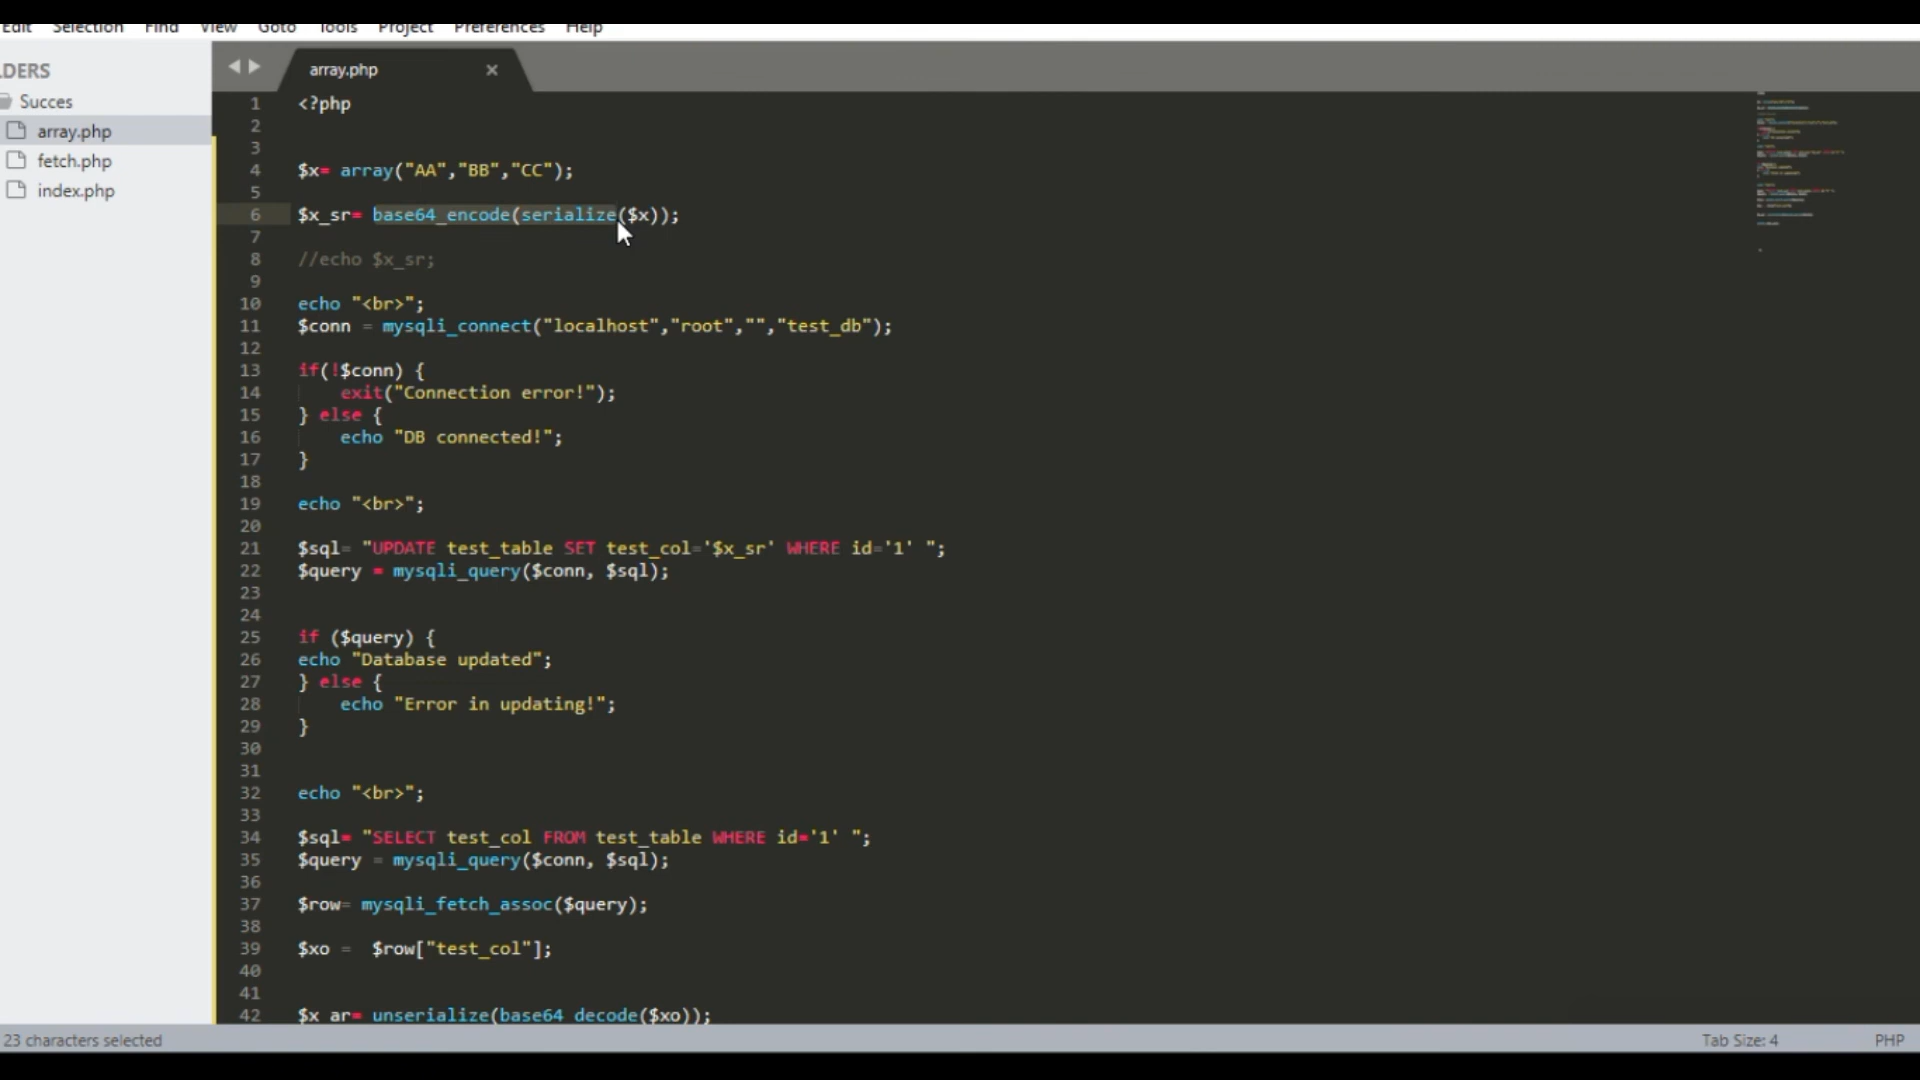 Edit Selection Find View Goto Tools Project Preferences Help
LDERS
Succes
array.php
fetch.php
index.php
array.php ×
1 <?php
2
3
4 $x= array("AA","BB","CC");
5
6 $x_sr= base64_encode(serialize($x));
7
8 //echo $x_sr;
9
10 echo "<br>";
11 $conn = mysqli_connect("localhost","root","","test_db");
12
13 if(!$conn) {
14 exit("Connection error!");
15 } else {
16 echo "DB connected!";
17 }
18
19 echo "<br>";
20
21 $sql= "UPDATE test_table SET test_col='$x_sr' WHERE id='1' ";
22 $query = mysqli_query($conn, $sql);
23
24
25 if ($query) {
26 echo "Database updated";
27 } else {
28 echo "Error in updating!";
29 }
30
31
32 echo "<br>";
33
34 $sql= "SELECT test_col FROM test_table WHERE id='1' ";
35 $query = mysqli_query($conn, $sql);
36
37 $row= mysqli_fetch_assoc($query);
38
39 $xo =  $row["test_col"];
40
41
42 $x_ar= unserialize(base64_decode($xo));
23 characters selected
Tab Size: 4
PHP